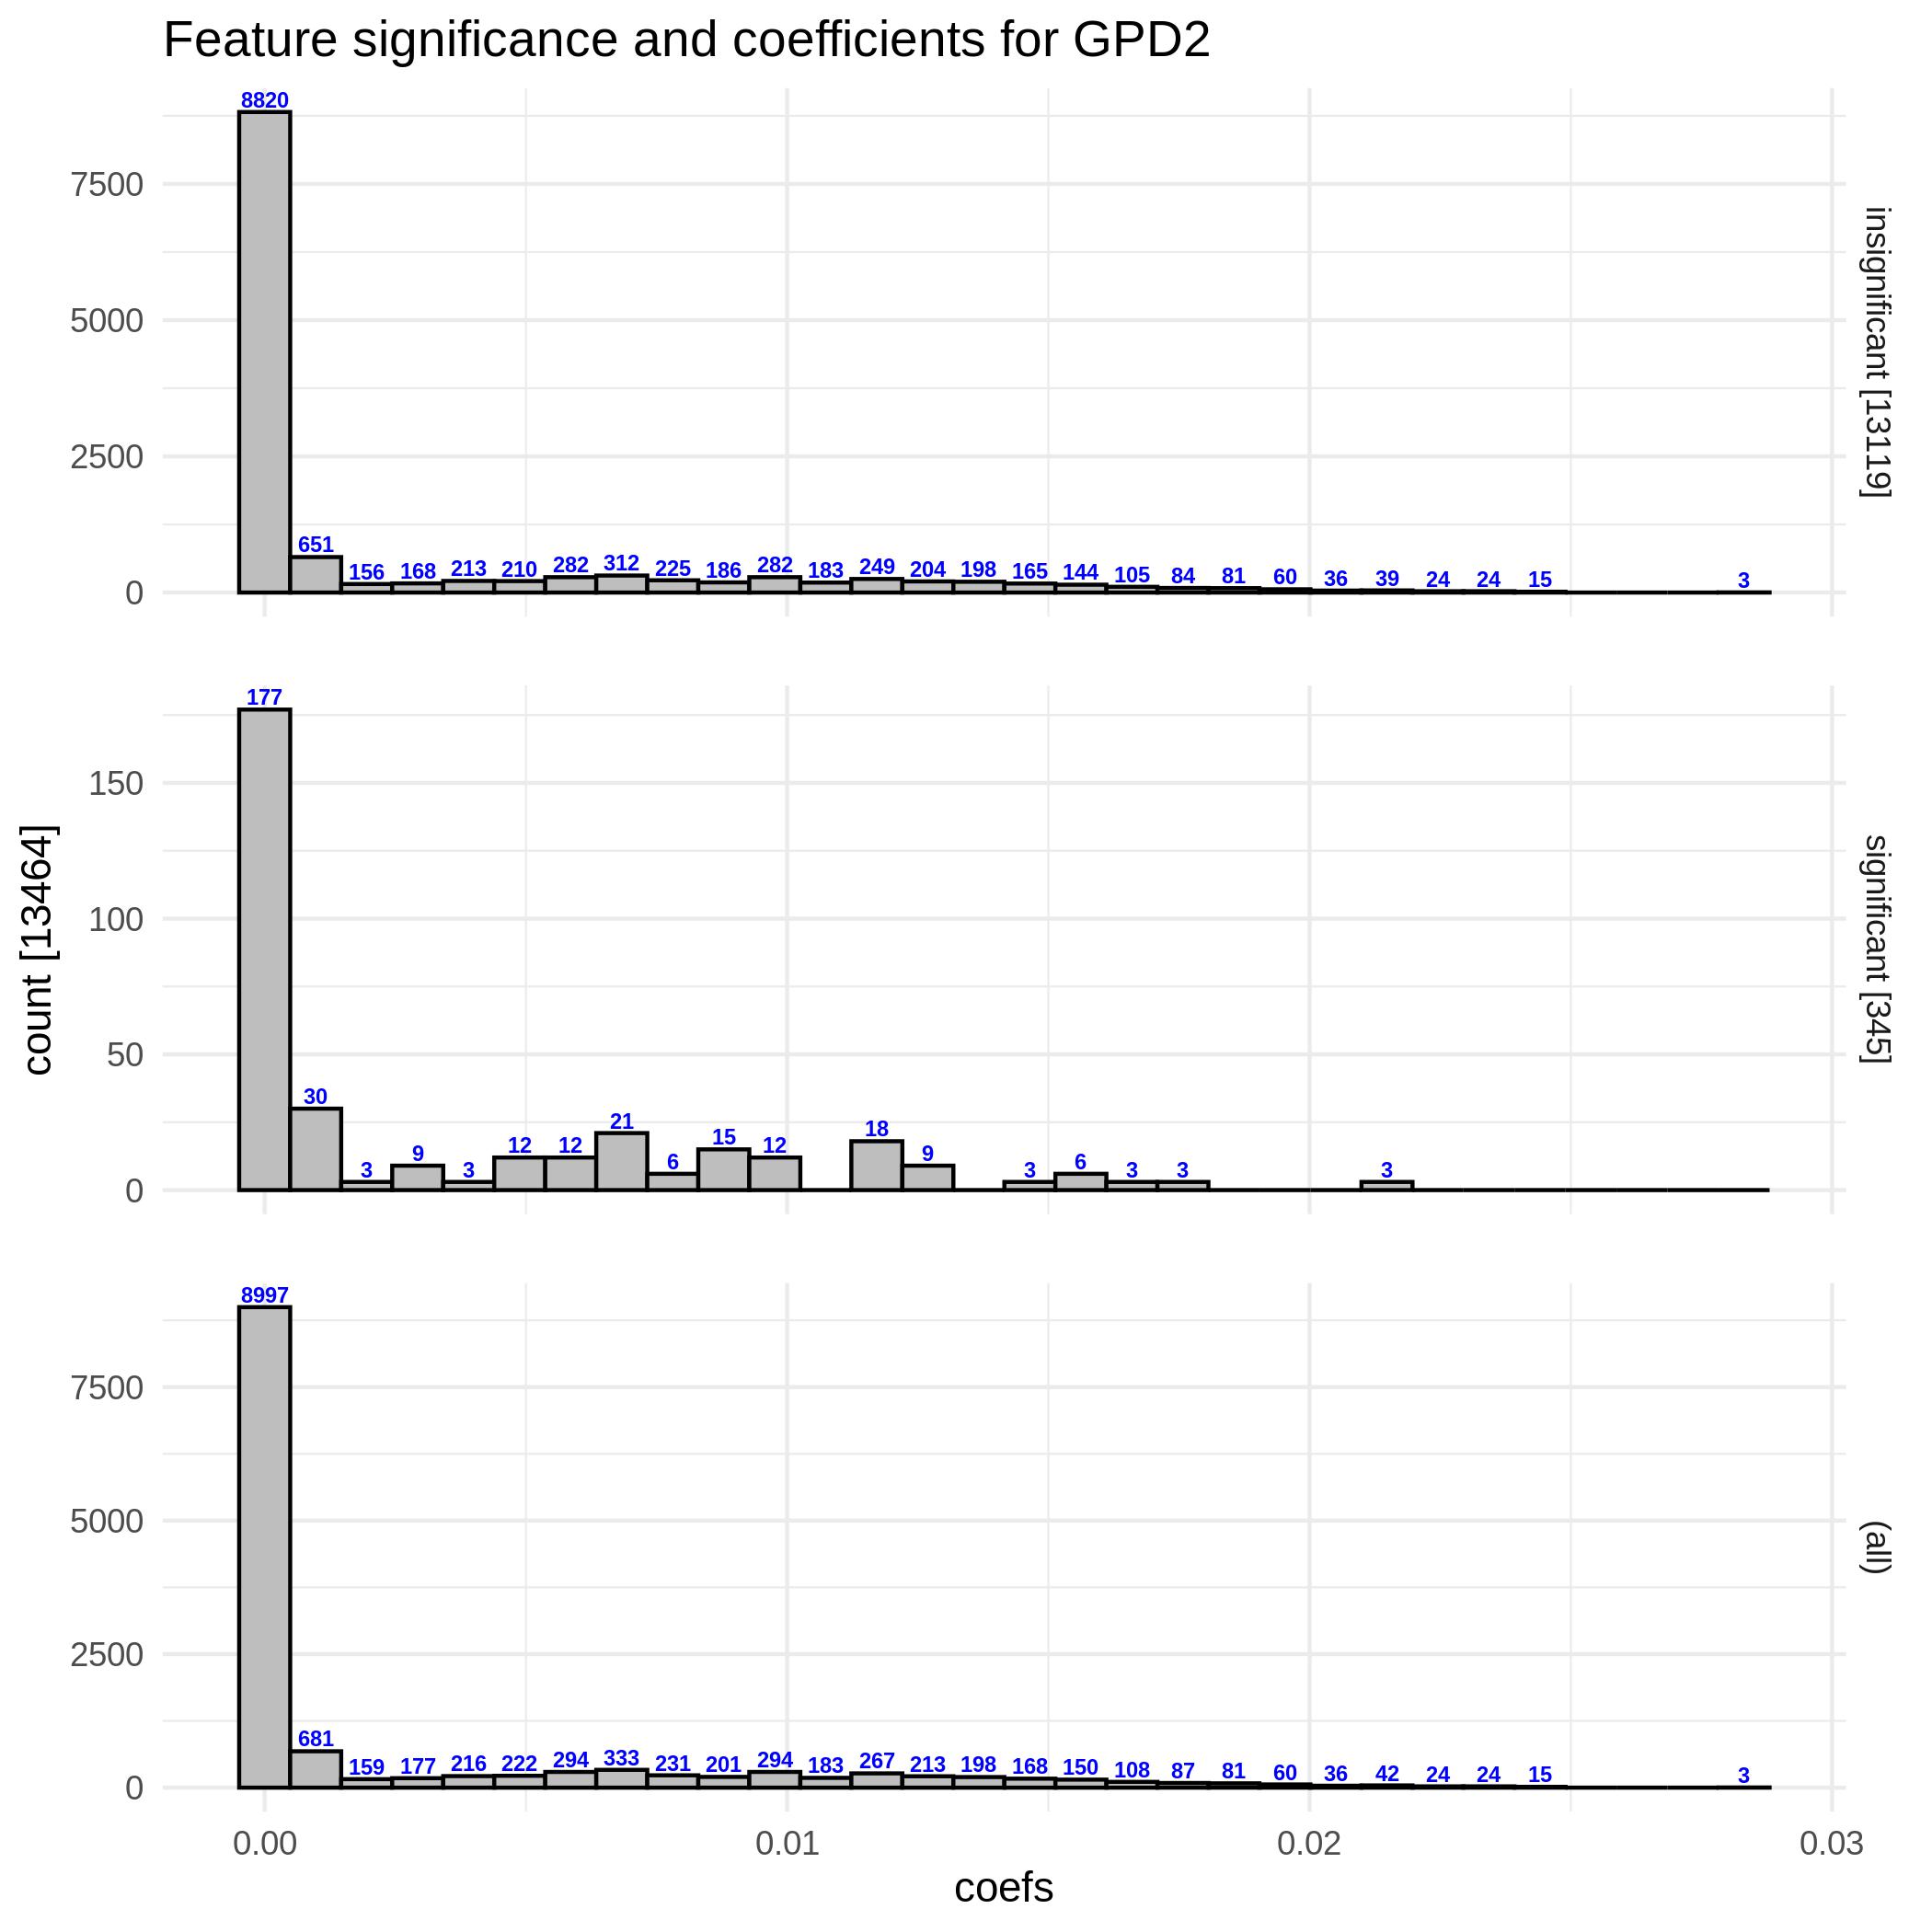 Feature significance and coefficients for GPD2
count [13464]
8820
651 156 168 213 210 282 312 225 186 282 183 249 204 198 165 144 105 84 81 60 36 39 24 24 15 3
7500
5000
2500
0
insignificant [13119]
177
30 3 9 3 12 12 21 6 15 12 18 9 3 6 3 3 3
150
100
50
0
significant [345]
8997
681 159 177 216 222 294 333 231 201 294 183 267 213 198 168 150 108 87 81 60 36 42 24 24 15 3
7500
5000
2500
0
(all)
0.00 0.01 0.02 0.03
coefs